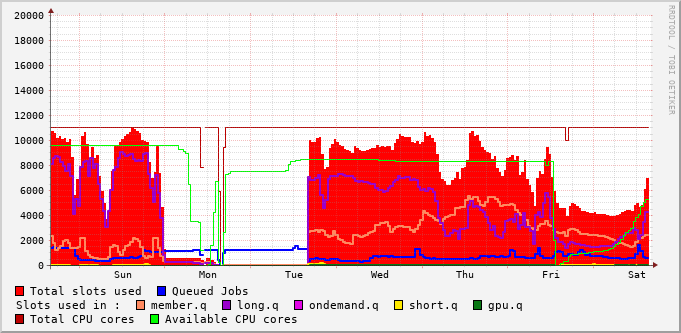 RRDTOOL / TOBI OETIKER
20000
18000
16000
14000
12000
10000
8000
6000
4000
2000
0
Sun Mon Tue Wed Thu Fri Sat
Total slots used Queued Jobs
Slots used in : member.q long.q ondemand.q short.q gpu.q
Total CPU cores Available CPU cores